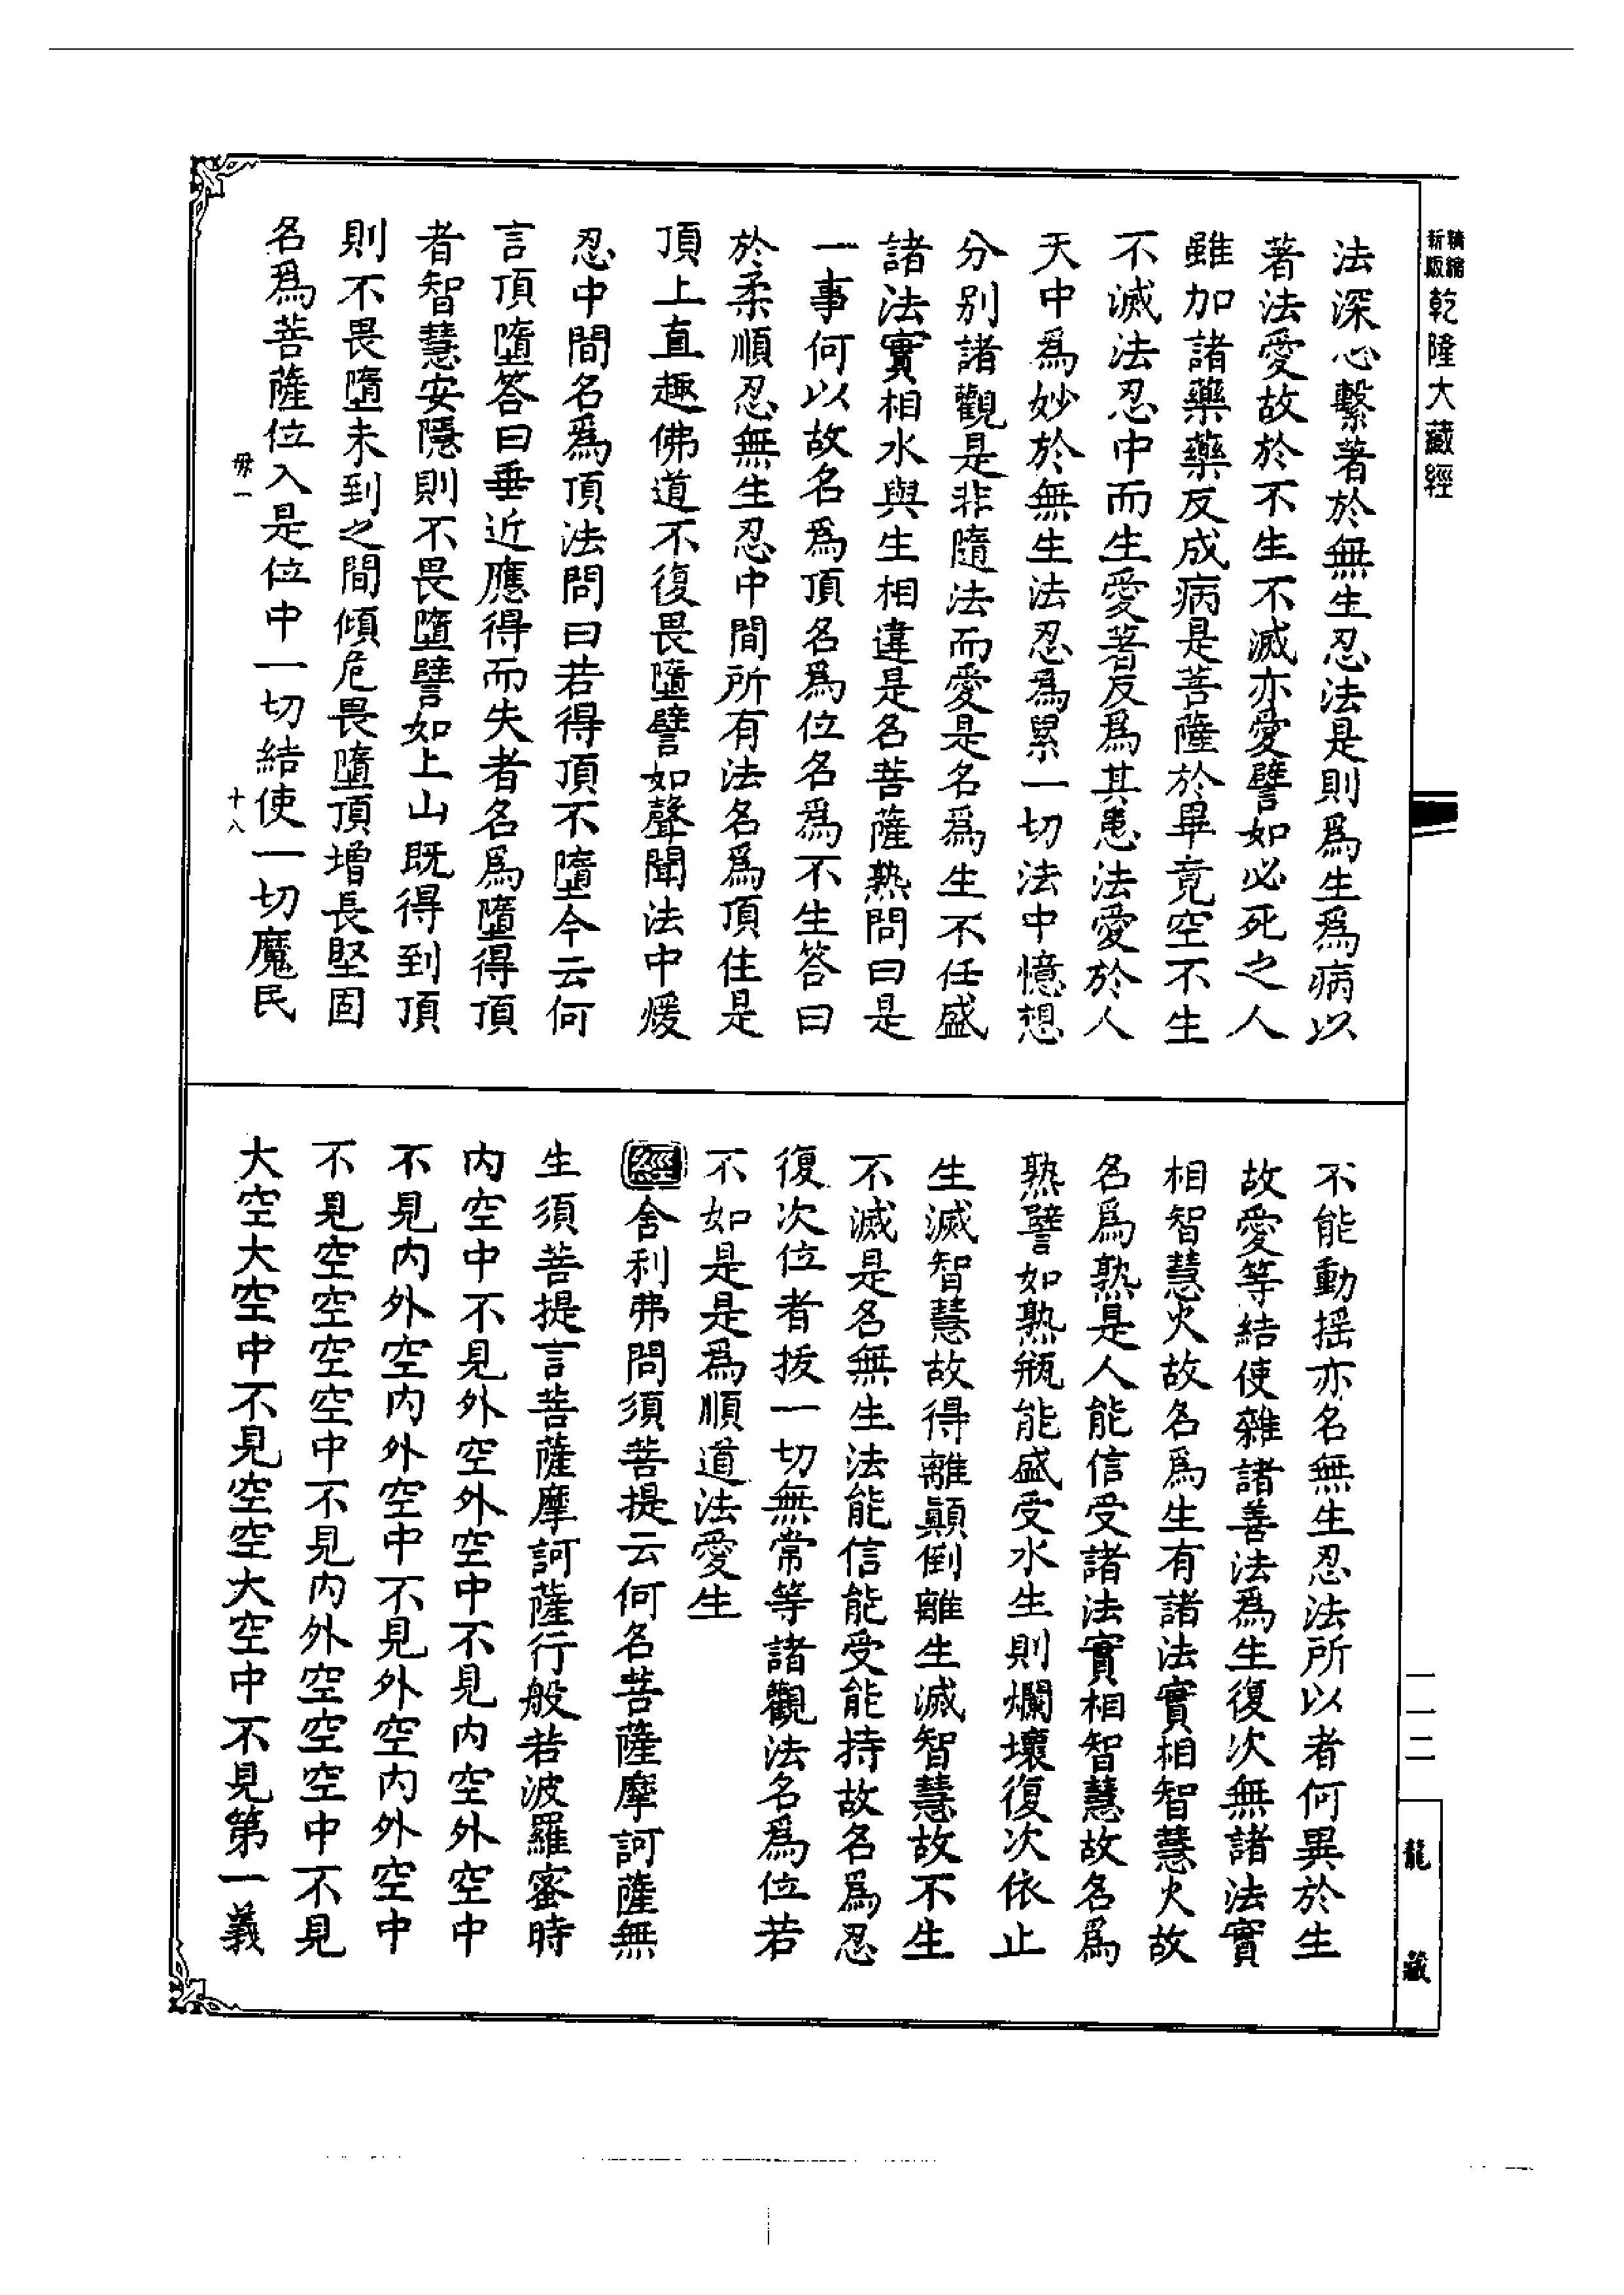 精縮
新版
乾隆大藏經
法深心繫著於無生忍法是則爲生爲病以
著法愛故於不生不滅亦愛譬如必死之人
雖加諸藥藥反成病是菩薩於畢竟空不生
不滅法忍中而生愛著反爲其患法愛於人
天中爲妙於無生法忍爲累一切法中憶想
分別諸觀是非隨法而愛是名爲生不任盛
諸法實相水與生相違是名菩薩熟問曰是
一事何以故名爲頂名爲位名爲不生答曰
於柔順忍無生忍中間所有法名爲頂住是
頂上直趣佛道不復畏墮譬如聲聞法中煖
忍中間名爲頂法問曰若得頂不墮今云何
言頂墮答曰垂近應得而失者名爲墮得頂
者智慧安隱則不畏墮譬如上山既得到頂
則不畏墮未到之間傾危畏墮頂增長堅固
名爲菩薩位入是位中一切結使一切魔民
毋一 十八
不能動搖亦名無生忍法所以者何異於生
故愛等結使雜諸善法爲生復次無諸法實
相智慧火故名爲生有諸法實相智慧火故
名爲熟是人能信受諸法實相智慧故名爲
熟譬如熟瓶能盛受水生則爛壞復次依止
生滅智慧故得離顛倒離生滅智慧故不生
不滅是名無生法能信能受能持故名爲忍
復次位者拔一切無常等諸觀法名爲位若
不如是是爲順道法愛生
經舍利弗問須菩提云何名菩薩摩訶薩無
生須菩提言菩薩摩訶薩行般若波羅蜜時
內空中不見外空外空中不見內空外空中
不見內外空內外空中不見外空內外空中
不見空空空空中不見內外空空空中不見
大空大空中不見空空大空中不見第一義
一一二
龍藏